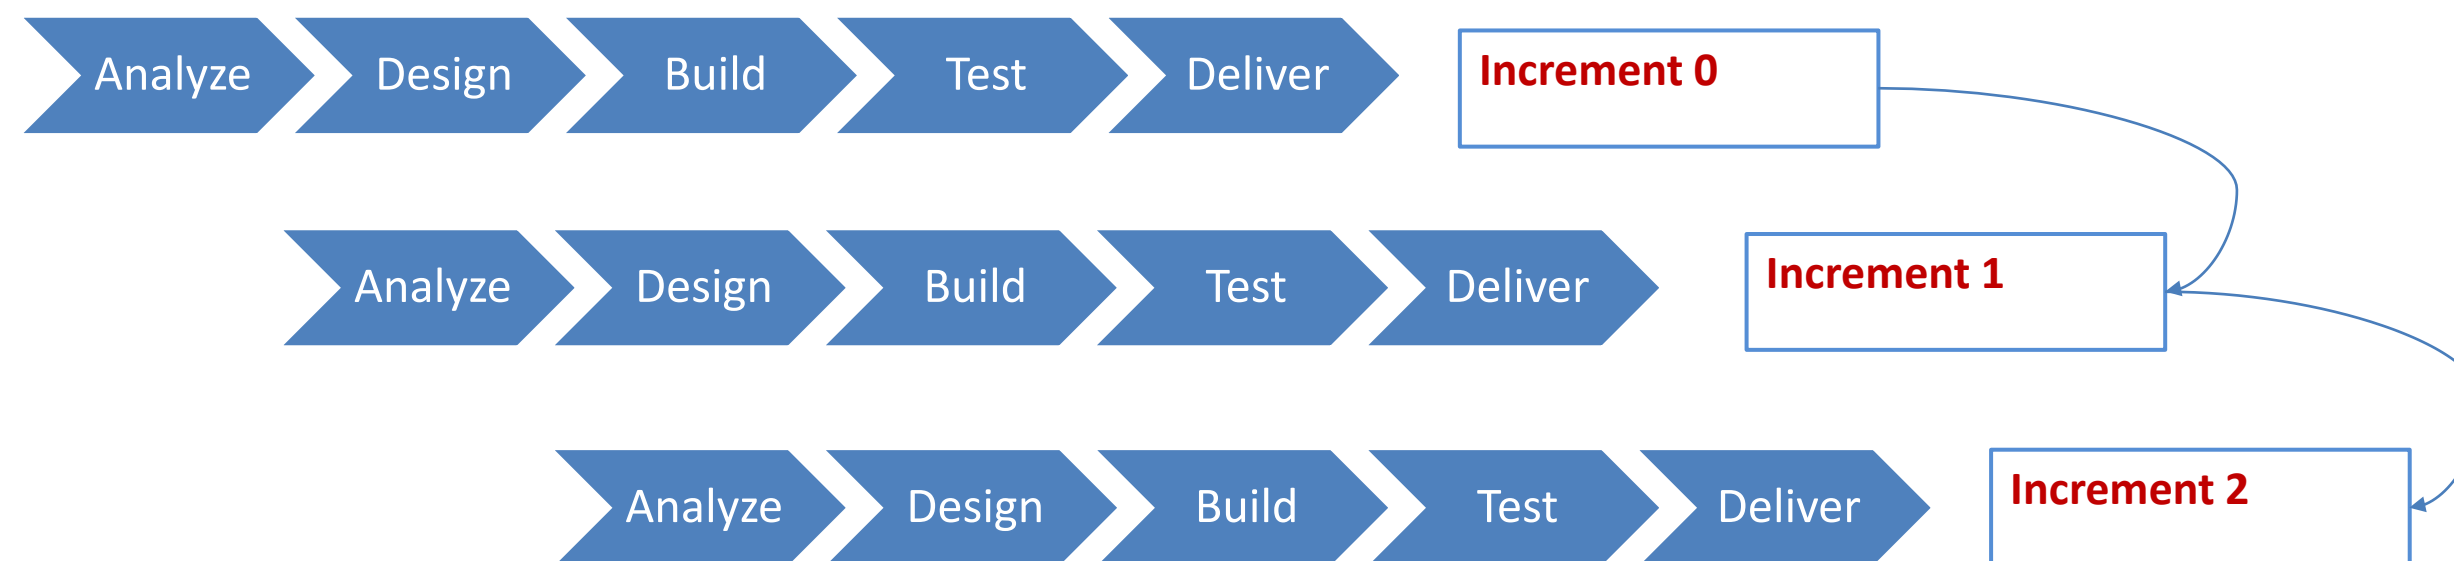 Analyze Design Build Test Deliver Increment 0
Analyze Design Build Test Deliver Increment 1
Analyze Design Build Test Deliver Increment 2